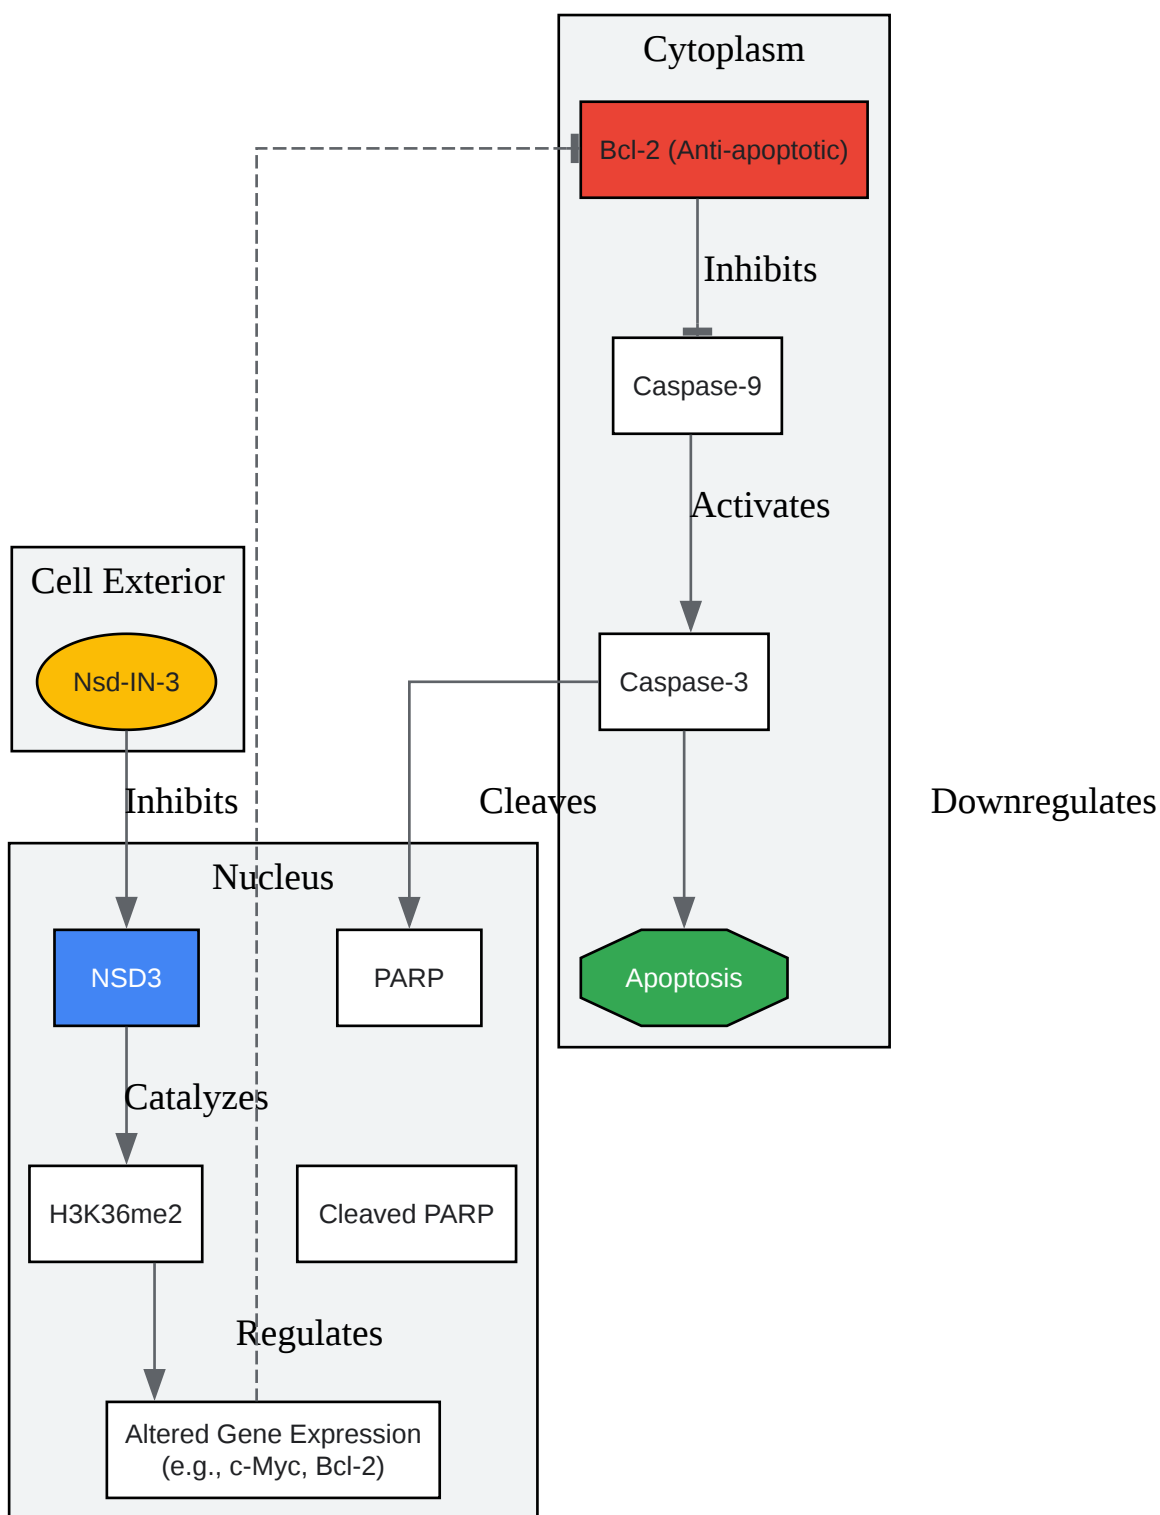 Cytoplasm
Bcl-2 (Anti-apoptotic)
Inhibits
Caspase-9
Activates
Cell Exterior
Nsd-IN-3
Caspase-3
Inhibits
Cleaves
Downregulates
Nucleus
NSD3
PARP
Apoptosis
Catalyzes
H3K36me2
Cleaved PARP
Regulates
Altered Gene Expression
(e.g., c-Myc, Bcl-2)